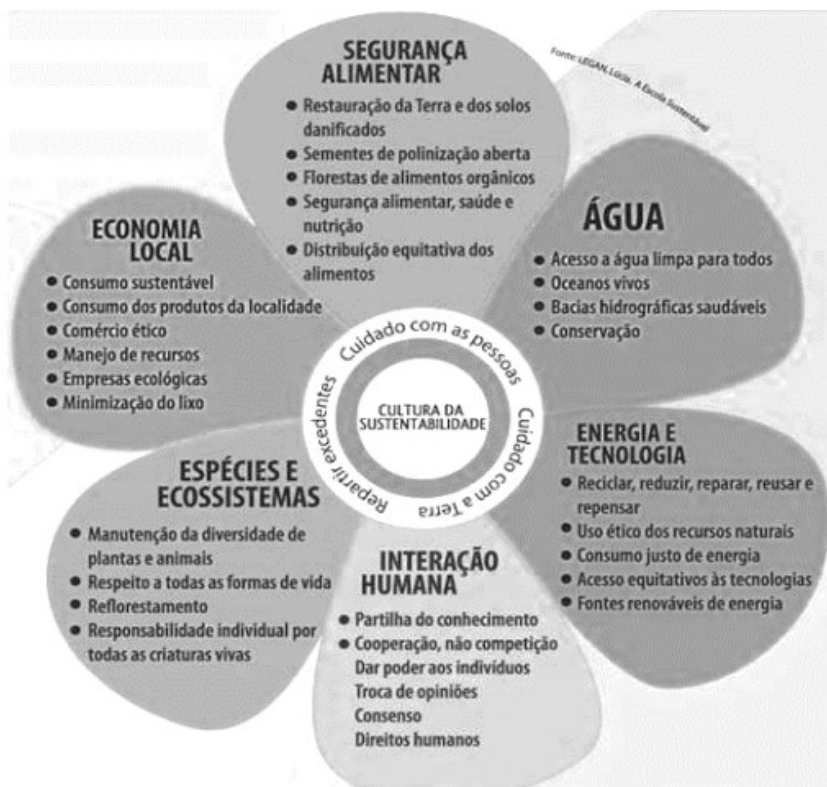 SEGURANÇA
ALIMENTAR
● Restauração da Terra e dos solos
danificados
● Sementes de polinização aberta
● Florestas de alimentos orgânicos
● Segurança alimentar, saúde e
nutrição
● Distribuição equitativa dos
alimentos
Fonte: LEGAN, Lúcia. A Escola Sustentável
ÁGUA
● Acesso a água limpa para todos
● Oceanos vivos
● Bacias hidrográficas saudáveis
● Conservação
ECONOMIA
LOCAL
● Consumo sustentável
● Consumo dos produtos da localidade
● Comércio ético
● Manejo de recursos
● Empresas ecológicas
● Minimização do lixo
Cuidado com as pessoas
Cuidado com a Terra
Repartir excedentes
CULTURA DA
SUSTENTABILIDADE
ENERGIA E
TECNOLOGIA
● Reciclar, reduzir, reparar, reusar e
repensar
● Uso ético dos recursos naturais
● Consumo justo de energia
● Acesso equitativos às tecnologias
● Fontes renováveis de energia
ESPÉCIES E
ECOSSISTEMAS
● Manutenção da diversidade de
plantas e animais
● Respeito a todas as formas de vida
● Reflorestamento
● Responsabilidade individual por
todas as criaturas vivas
INTERAÇÃO
HUMANA
● Partilha do conhecimento
● Cooperação, não competição
Dar poder aos indivíduos
Troca de opiniões
Consenso
Direitos humanos